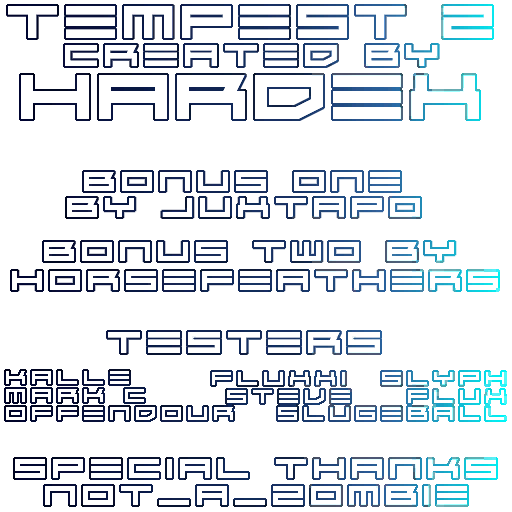 TEMPEST 2
CREATED BY
HARDEX
BONUS ONE
BY JUXTAPO
BONUS TWO BY
HORSEFEATHERS
TESTERS
KALLE FLUXXI GLYPH
MARK C STEVE FLUX
OFFENDOUR SLUGEBALL
SPECIAL THANKS
NOT_A_ZOMBIE